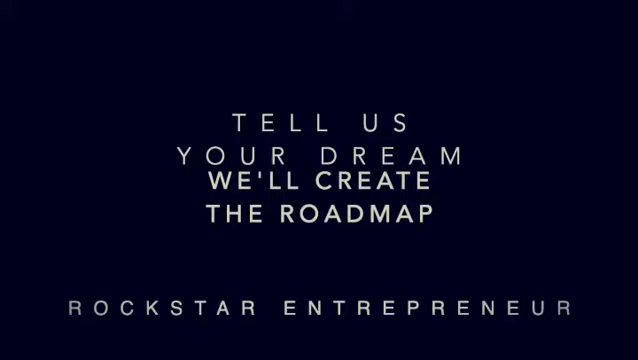 TELL US
YOUR DREAM
WE'LL CREATE
THE ROADMAP
ROCKSTAR ENTREPRENEUR